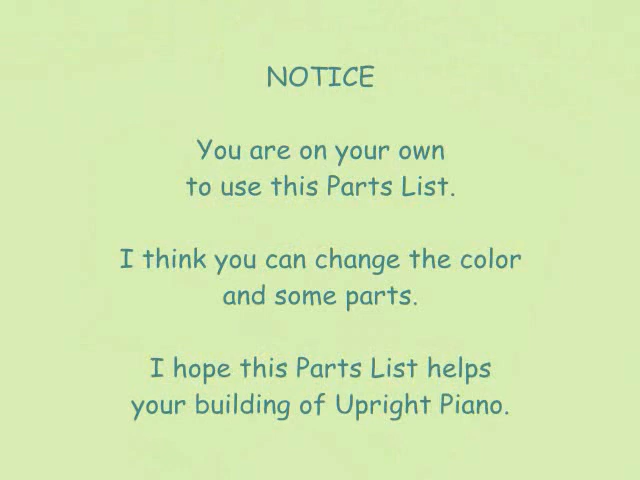 NOTICE
You are on your own
to use this Parts List.
I think you can change the color
and some parts.
I hope this Parts List helps
your building of Upright Piano.